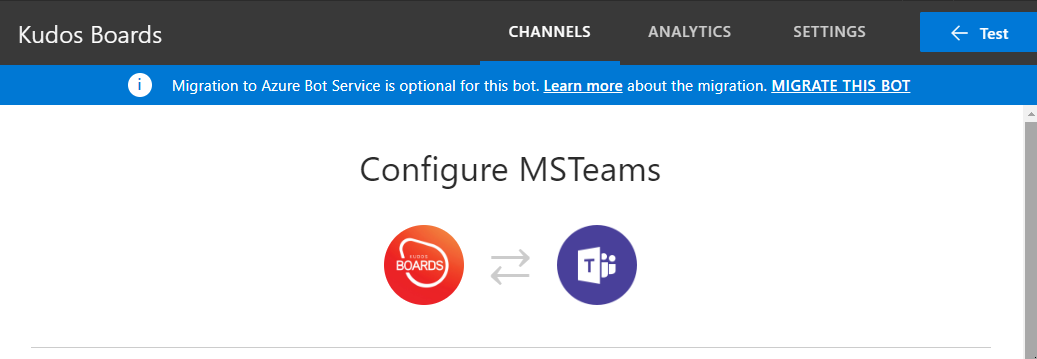 Kudos Boards
CHANNELS
ANALYTICS
SETTINGS
Test
i
Migration to Azure Bot Service is optional for this bot. Learn more about the migration. MIGRATE THIS BOT
Configure MSTeams
KUDOS
BOARDS
T